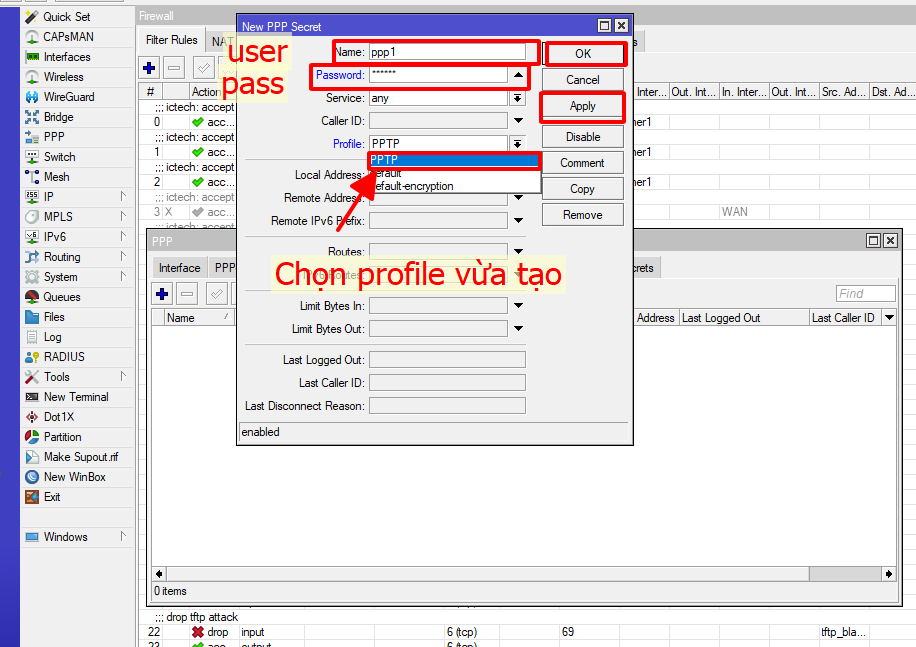 Quick Set
CAPsMAN
Interfaces
Wireless
WireGuard
Bridge
PPP
Switch
Mesh
IP
MPLS
IPv6
Routing
System
Queues
Files
Log
RADIUS
Tools
New Terminal
Dot1X
Partition
Make Supout.rif
New WinBox
Exit
Windows
Firewall
Filter Rules NAT
# Action Inter... Out. Int... In. Inter... Out. Int... Src. Ad... Dst. Ad...
;;; ictech: accept
0 acc... her1
;;; ictech: accept
1 acc... her1
;;; ictech: accept
2 acc... her1
;;; ictech: accept
3 X acc... WAN
;;; ictech: accept
New PPP Secret
Name: ppp1
Password: ******
Service: any
Caller ID:
Profile: PPTP
PPTP
default-encryption
Local Address:
Remote Address:
Remote IPv6 Prefix:
Routes:
Limit Bytes In:
Limit Bytes Out:
Last Logged Out:
Last Caller ID:
Last Disconnect Reason:
enabled
OK
Cancel
Apply
Disable
Comment
Copy
Remove
user
pass
Chọn profile vừa tạo
PPP
Interface PPP
Find
Name Address Last Logged Out Last Caller ID
0 items
;;; drop tftp attack
22 drop input 6 (tcp) 69 tftp_bla...
23 acc... output 6 (tcp)